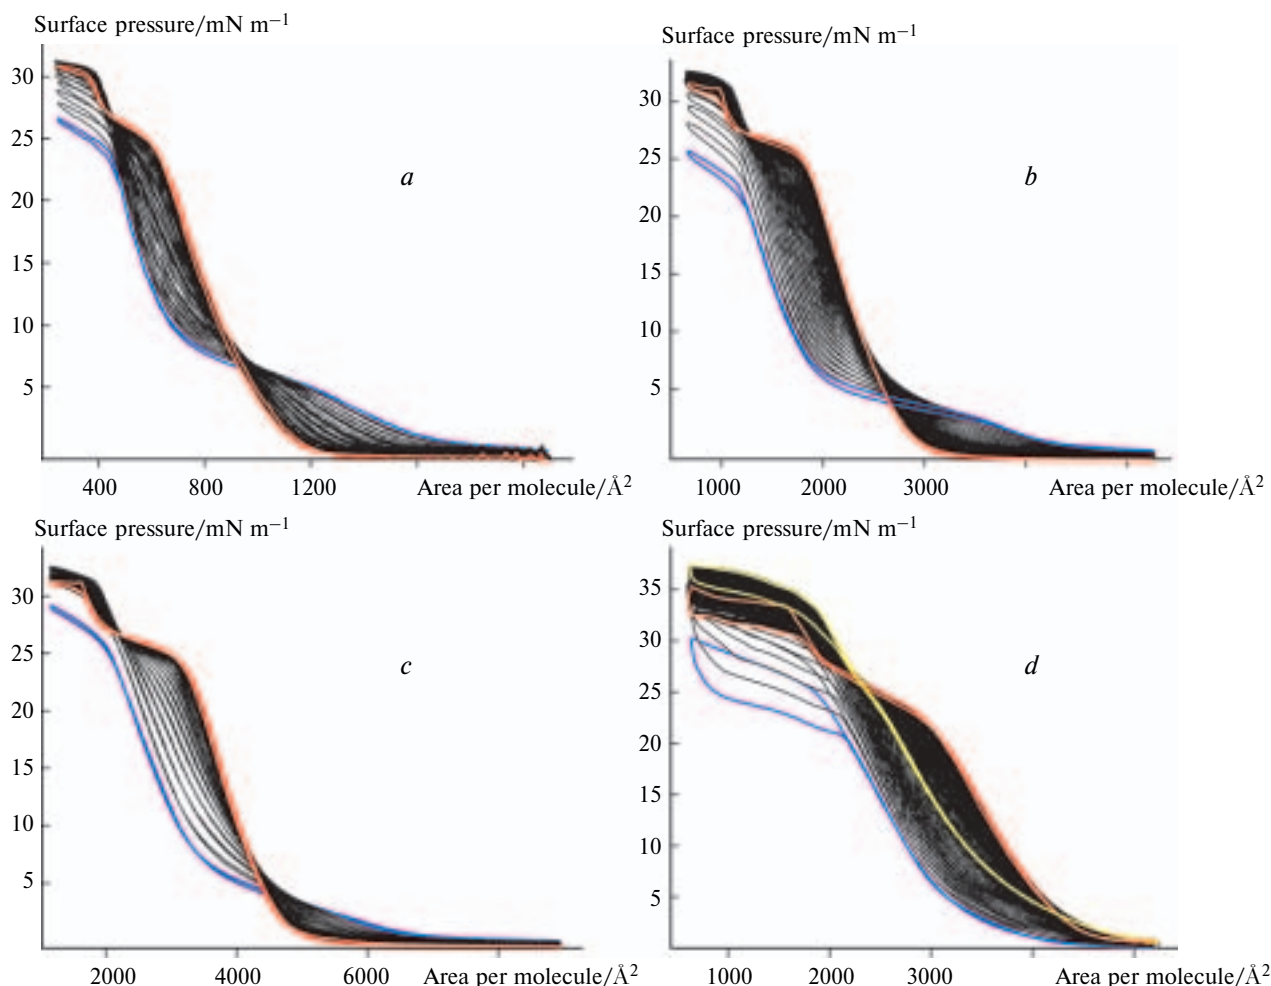 Surface pressure/mN m⁻¹
30
25
20
15
10
5
a
400 800 1200 Area per molecule/Å²
Surface pressure/mN m⁻¹
30
25
20
15
10
5
b
1000 2000 3000 Area per molecule/Å²
Surface pressure/mN m⁻¹
30
25
20
15
10
5
c
2000 4000 6000 Area per molecule/Å²
Surface pressure/mN m⁻¹
35
30
25
20
15
10
5
d
1000 2000 3000 Area per molecule/Å²